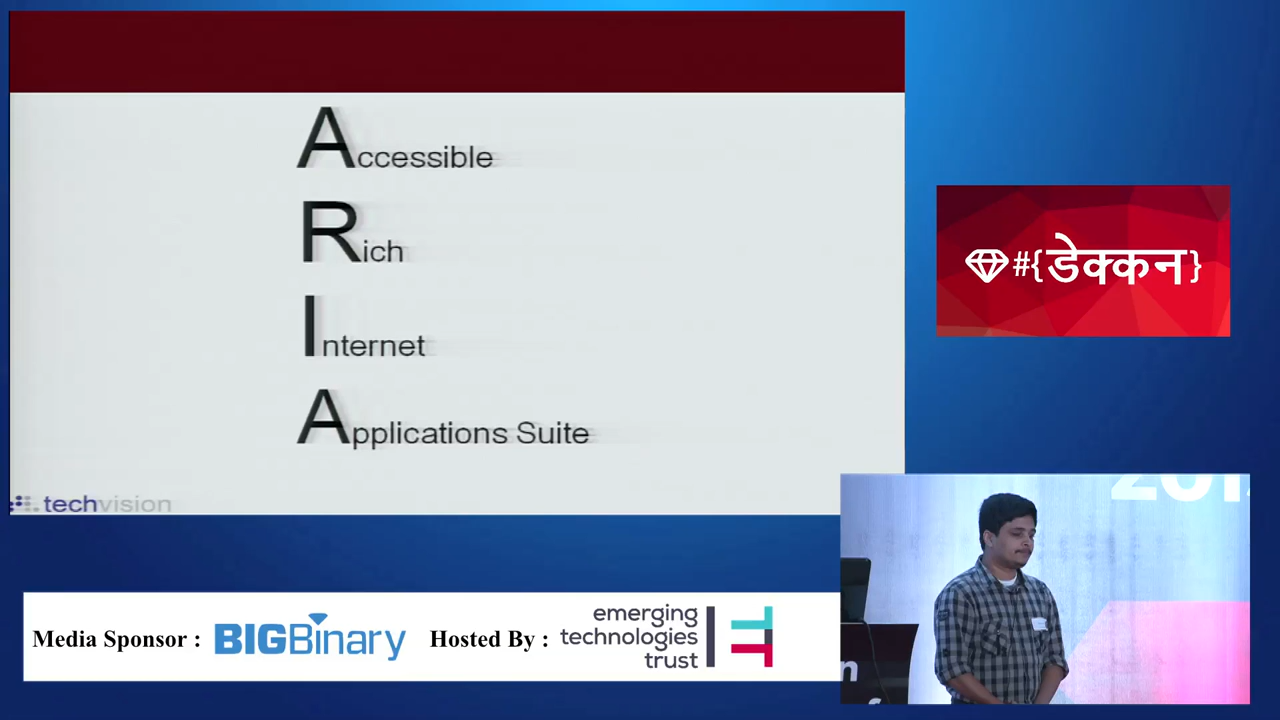 Accessible
Rich
Internet
Applications Suite
techvision
#{डेक्कन}
Media Sponsor : BIGBinary Hosted By : emerging technologies trust